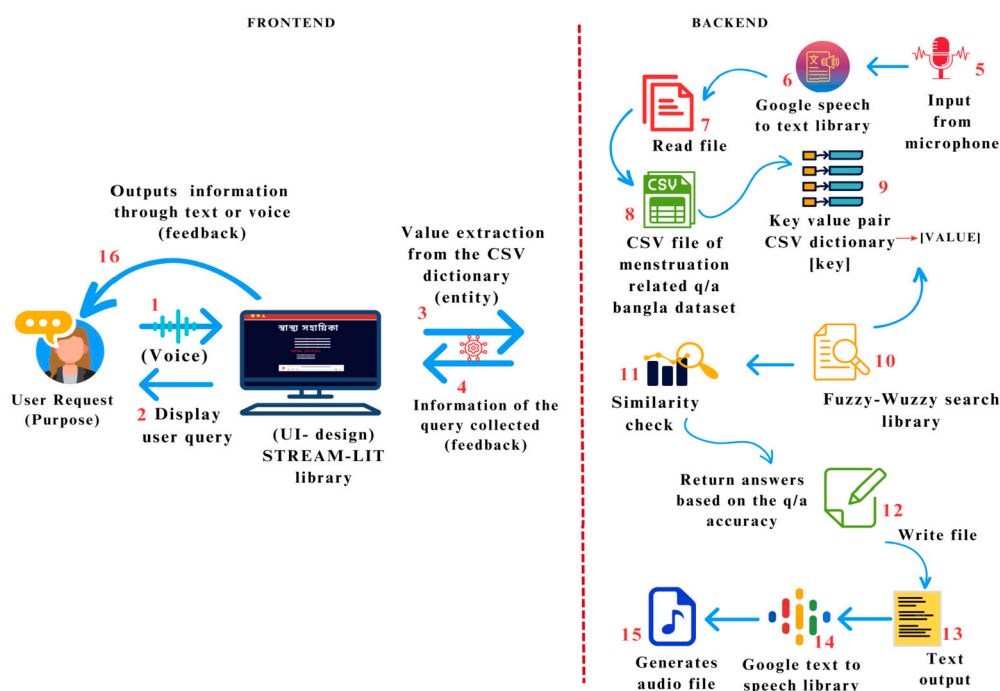 FRONTEND
BACKEND
Outputs information
through text or voice
(feedback)
16
1
(Voice)
User Request
(Purpose)
2
Display
user query
স্বাস্থ্য সহায়িকা
(UI- design)
STREAM-LIT
library
Value extraction
from the CSV
dictionary
(entity)
3
4
Information of the
query collected
(feedback)
5
Input
from
microphone
6
Google speech
to text library
7
Read file
CSV
8
CSV file of
menstruation
related q/a
bangla dataset
9
Key value pair
CSV dictionary
[key]
[VALUE]
10
Fuzzy-Wuzzy search
library
11
Similarity
check
Return answers
based on the q/a
accuracy
12
Write file
13
Text
output
14
Google text to
speech library
15
Generates
audio file